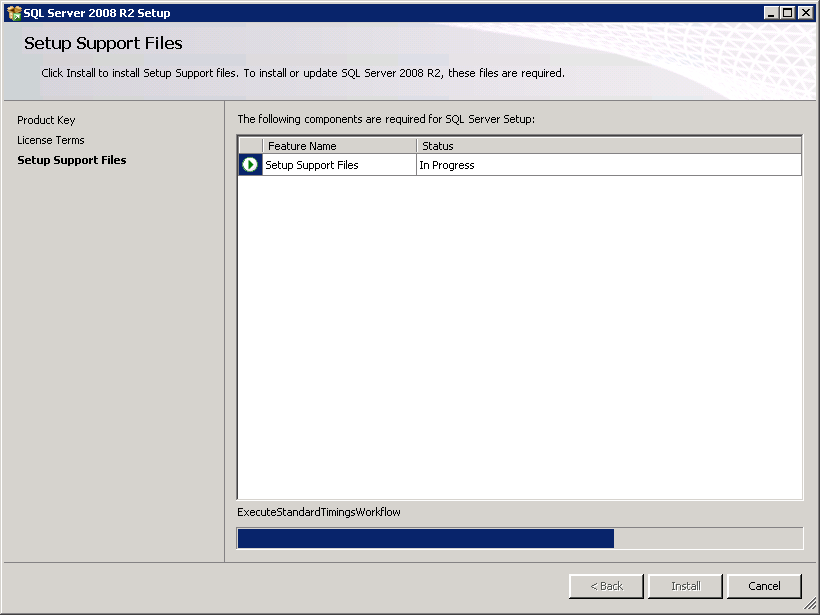 SQL Server 2008 R2 Setup
Setup Support Files
Click Install to install Setup Support files. To install or update SQL Server 2008 R2, these files are required.
Product Key
License Terms
Setup Support Files
The following components are required for SQL Server Setup:
Feature Name Status
Setup Support Files In Progress
ExecuteStandardTimingsWorkflow
< Back Install Cancel